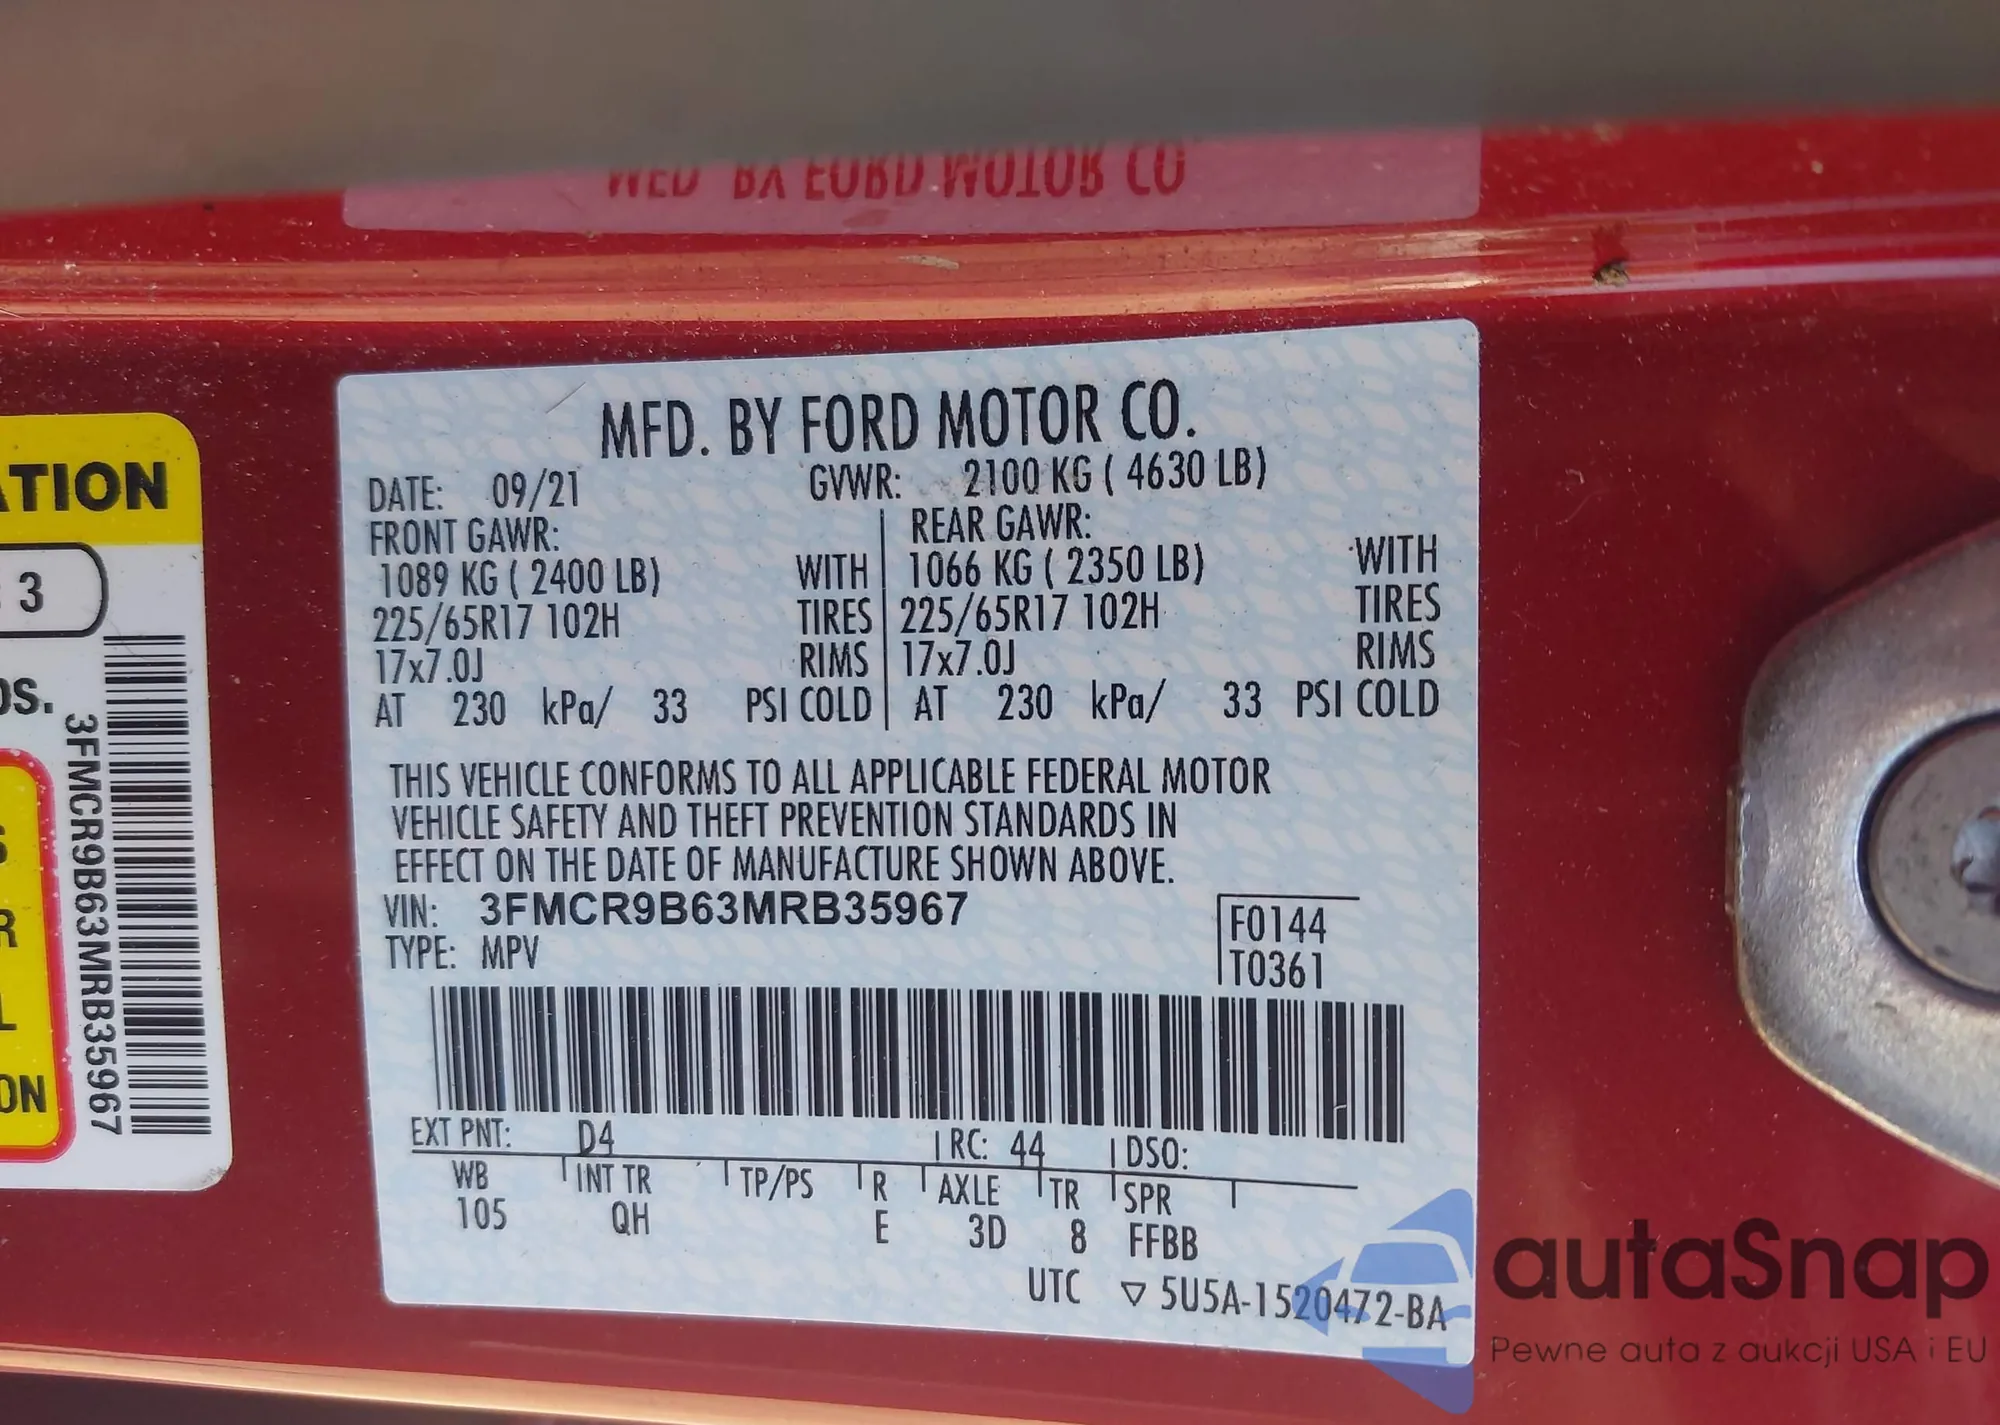 MFD. BY FORD MOTOR CO.
DATE: 09/21 GVWR: 2100 KG ( 4630 LB)
FRONT GAWR: REAR GAWR:
1089 KG ( 2400 LB) WITH 1066 KG ( 2350 LB) WITH
225/65R17 102H TIRES 225/65R17 102H TIRES
17x7.0J RIMS 17x7.0J RIMS
AT 230 kPa/ 33 PSI COLD AT 230 kPa/ 33 PSI COLD
THIS VEHICLE CONFORMS TO ALL APPLICABLE FEDERAL MOTOR
VEHICLE SAFETY AND THEFT PREVENTION STANDARDS IN
EFFECT ON THE DATE OF MANUFACTURE SHOWN ABOVE.
VIN: 3FMCR9B63MRB35967
F0144
TYPE: MPV
T0361
EXT PNT: D4 RC: 44 DSO:
WB INT TR TP/PS R AXLE TR SPR
105 QH E 3D 8 FFBB
UTC ▽ 5U5A-1520472-BA
ATION
3
DS.
3FMCR9B63MRB35967
S
R
L
ON
autaSnap
Pewne auta z aukcji USA i EU